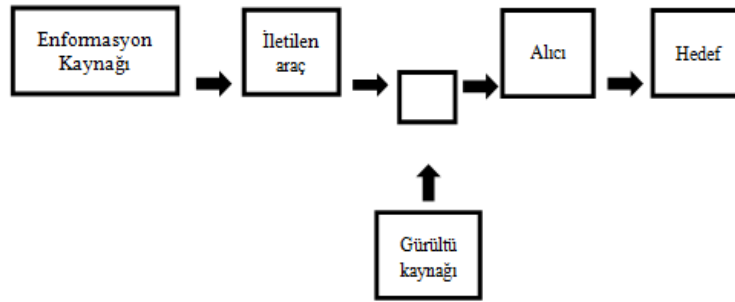 Enformasyon
Kaynağı
İletilen
araç
Alıcı
Hedef
Gürültü
kaynağı